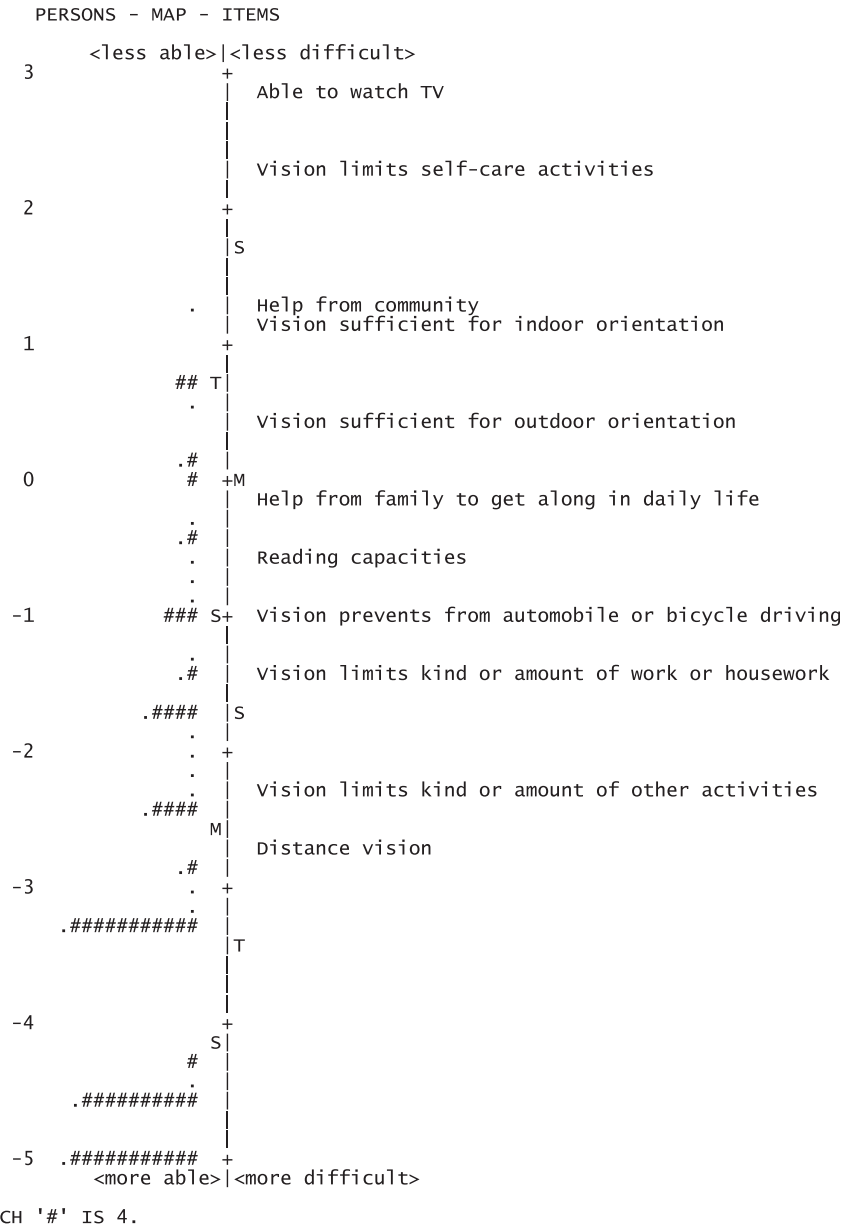 PERSONS - MAP - ITEMS
<less able>|<less difficult>
3 +
| Able to watch TV
|
|
|
| Vision limits self-care activities
|
2 +
|
|S
|
|
. | Help from community
| Vision sufficient for indoor orientation
1 +
|
## T|
. |
| Vision sufficient for outdoor orientation
|
.# |
0 # +M
| Help from family to get along in daily life
. |
.# |
. | Reading capacities
. |
. |
-1 ### S+ Vision prevents from automobile or bicycle driving
|
. |
.# | Vision limits kind or amount of work or housework
|
.#### |S
. |
-2 . +
. |
. | Vision limits kind or amount of other activities
.#### |
M|
| Distance vision
.# |
-3 . +
. |
.########### |
|T
|
|
|
-4 +
S|
# |
. |
.########## |
|
|
-5 .########### +
<more able>|<more difficult>
CH '#' IS 4.